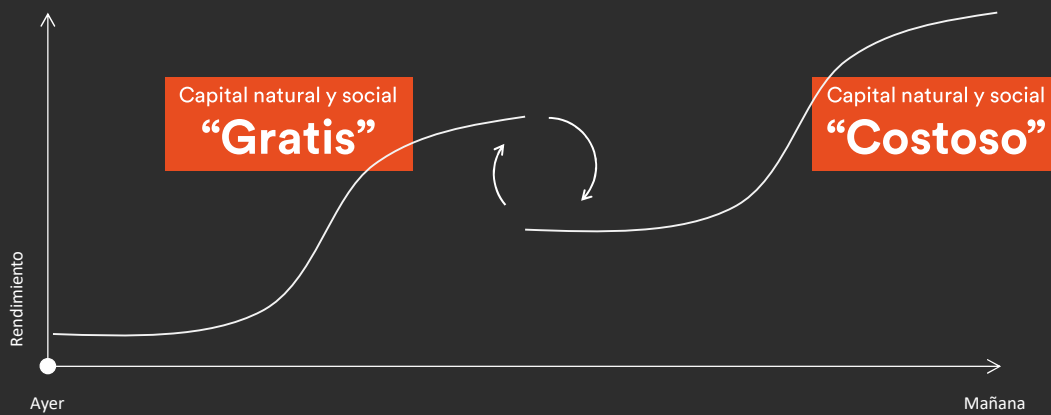 Capital natural y social
“Gratis”
Capital natural y social
“Costoso”
Rendimiento
Ayer
Mañana